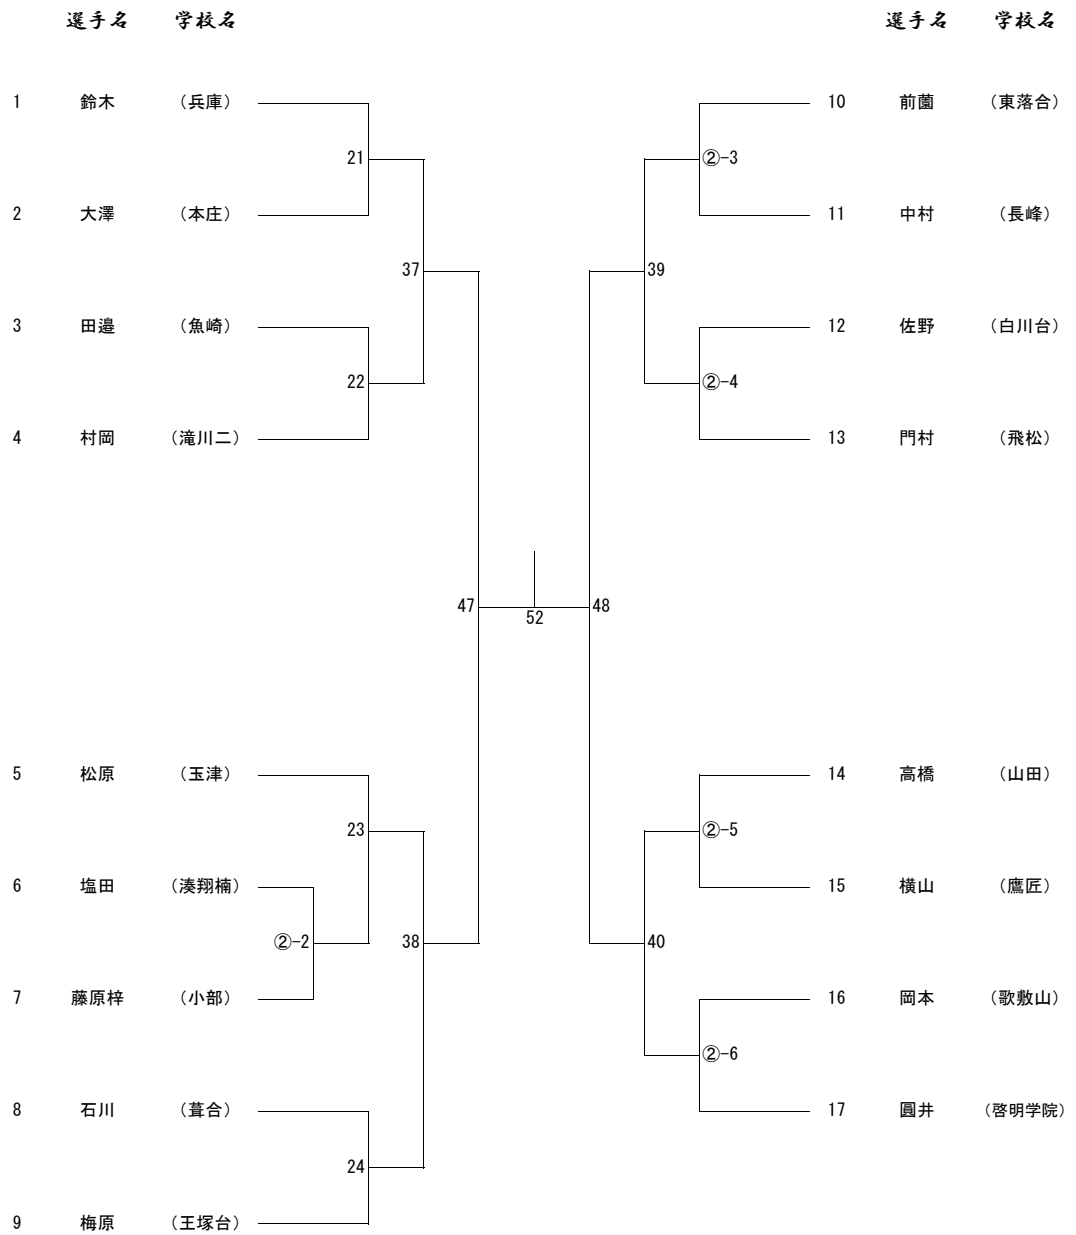 選手名 学校名 選手名 学校名
1 鈴木 （兵庫） 10 前薗 （東落合）
21 ②-3
2 大澤 （本庄） 11 中村 （長峰）
37 39
3 田邉 （魚崎） 12 佐野 （白川台）
22 ②-4
4 村岡 （滝川二） 13 門村 （飛松）
47 48
52
5 松原 （玉津） 14 高橋 （山田）
23 ②-5
6 塩田 （湊翔楠） 15 横山 （鷹匠）
②-2 38 40
7 藤原梓 （小部） 16 岡本 （歌敷山）
②-6
8 石川 （葺合） 17 圓井 （啓明学院）
24
9 梅原 （王塚台）